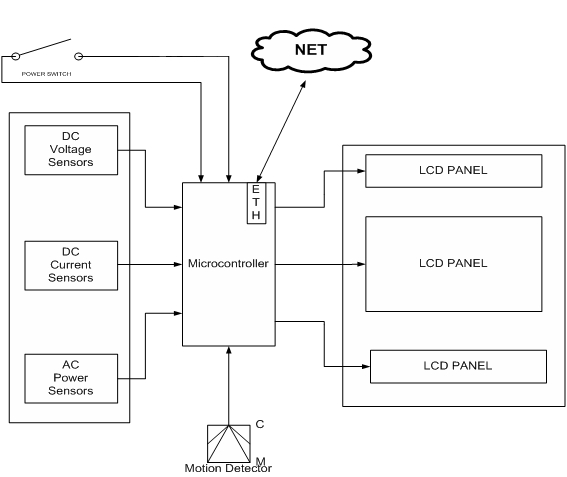 NET
POWER SWITCH
DC
Voltage
Sensors
LCD PANEL
E
T
H
DC
Current
Sensors
Microcontroller
LCD PANEL
AC
Power
Sensors
LCD PANEL
C
M
Motion Detector